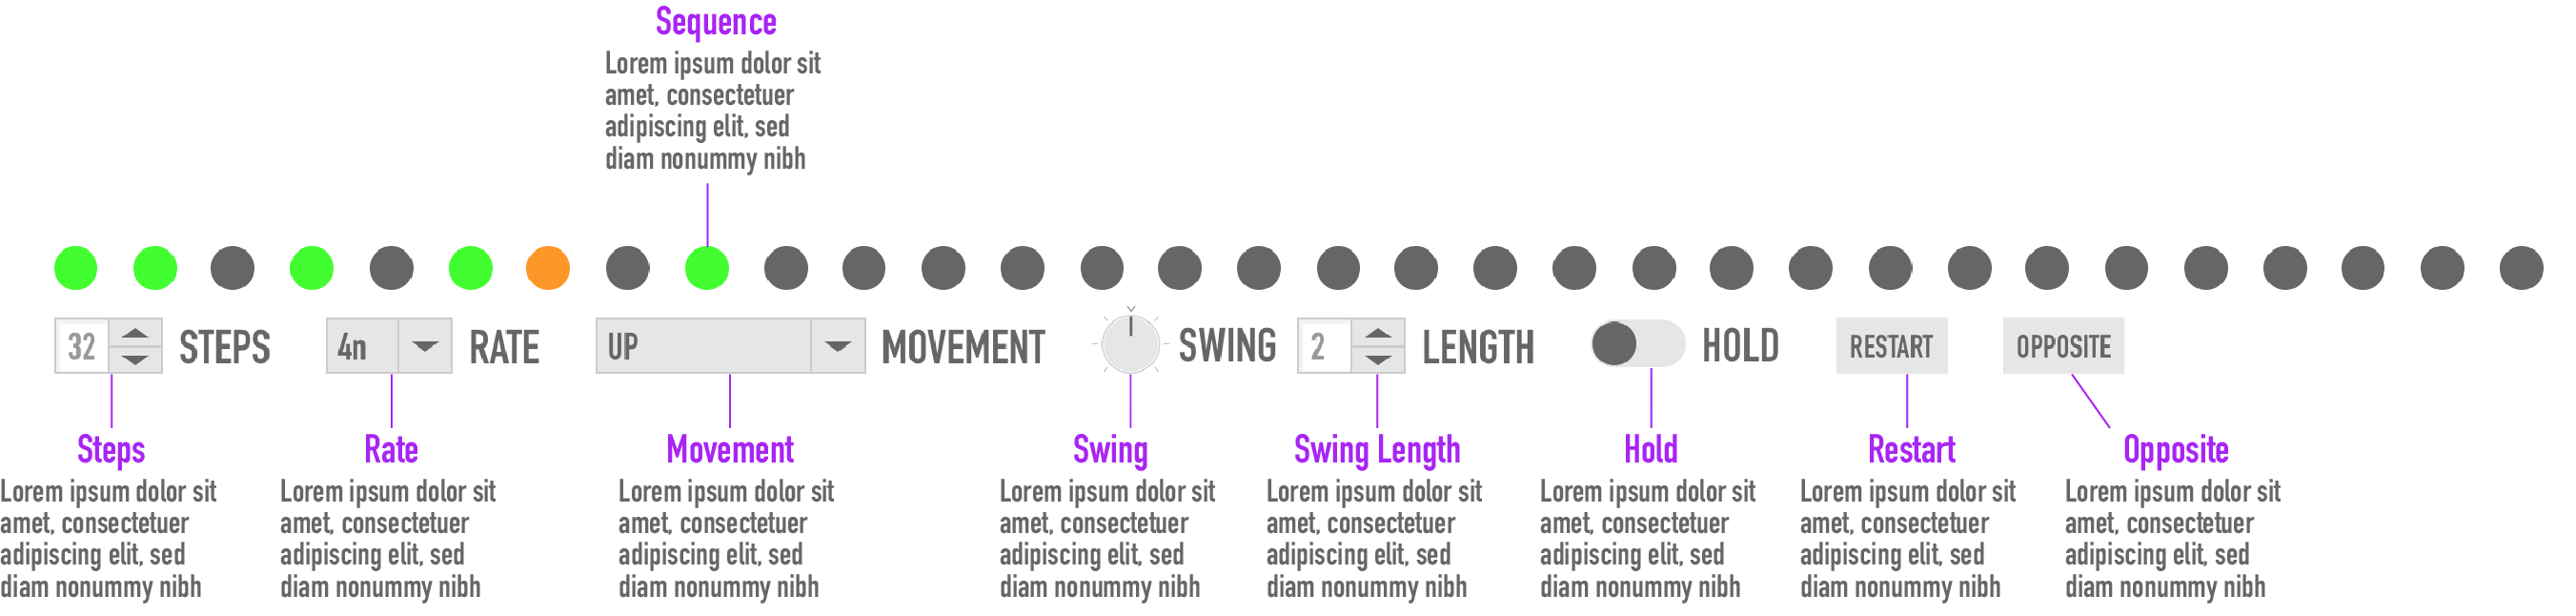 Sequence
Lorem ipsum dolor sit
amet, consectetuer
adipiscing elit, sed
diam nonummy nibh
32 STEPS
4n RATE
UP MOVEMENT
SWING
2 LENGTH
HOLD
RESTART
OPPOSITE
Steps
Lorem ipsum dolor sit
amet, consectetuer
adipiscing elit, sed
diam nonummy nibh
Rate
Lorem ipsum dolor sit
amet, consectetuer
adipiscing elit, sed
diam nonummy nibh
Movement
Lorem ipsum dolor sit
amet, consectetuer
adipiscing elit, sed
diam nonummy nibh
Swing
Lorem ipsum dolor sit
amet, consectetuer
adipiscing elit, sed
diam nonummy nibh
Swing Length
Lorem ipsum dolor sit
amet, consectetuer
adipiscing elit, sed
diam nonummy nibh
Hold
Lorem ipsum dolor sit
amet, consectetuer
adipiscing elit, sed
diam nonummy nibh
Restart
Lorem ipsum dolor sit
amet, consectetuer
adipiscing elit, sed
diam nonummy nibh
Opposite
Lorem ipsum dolor sit
amet, consectetuer
adipiscing elit, sed
diam nonummy nibh